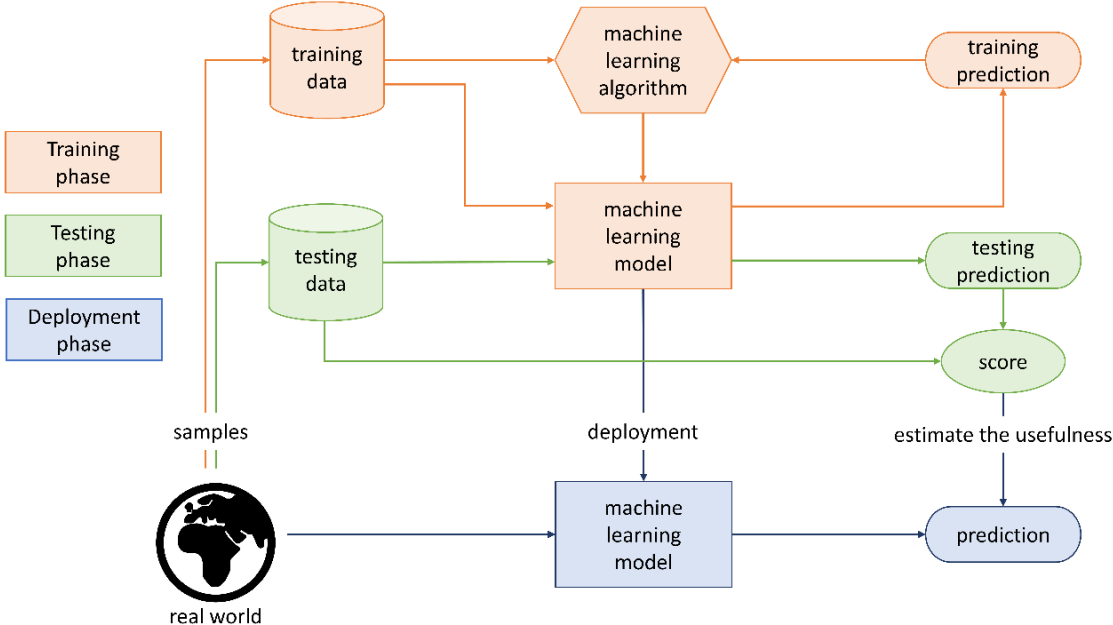 training
data
machine
learning
algorithm
training
prediction
Training
phase
Testing
phase
Deployment
phase
testing
data
machine
learning
model
testing
prediction
score
samples
deployment
estimate the usefulness
real world
machine
learning
model
prediction